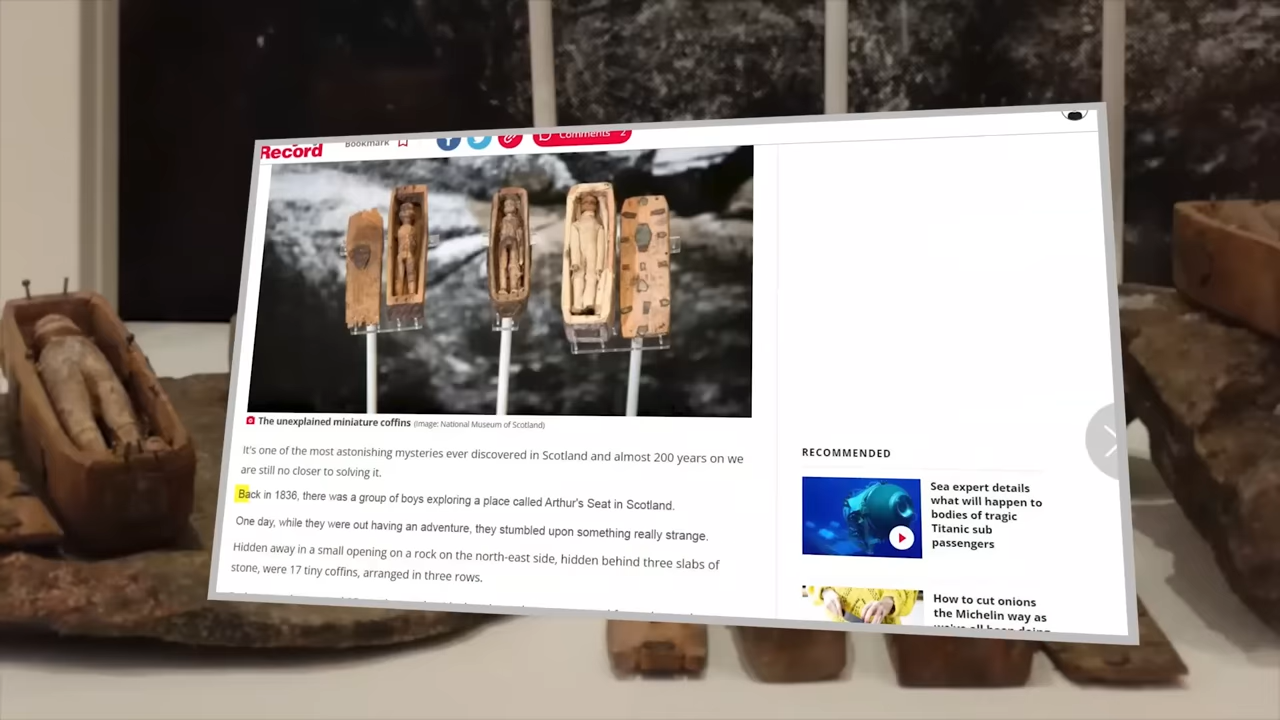 Record
Bookmark
Comments 2
The unexplained miniature coffins (Image: National Museum of Scotland)
It's one of the most astonishing mysteries ever discovered in Scotland and almost 200 years on we
are still no closer to solving it.
Back in 1836, there was a group of boys exploring a place called Arthur's Seat in Scotland.
One day, while they were out having an adventure, they stumbled upon something really strange.
Hidden away in a small opening on a rock on the north-east side, hidden behind three slabs of
stone, were 17 tiny coffins, arranged in three rows.
RECOMMENDED
Sea expert details
what will happen to
bodies of tragic
Titanic sub
passengers
How to cut onions
the Michelin way as
we've all been doing